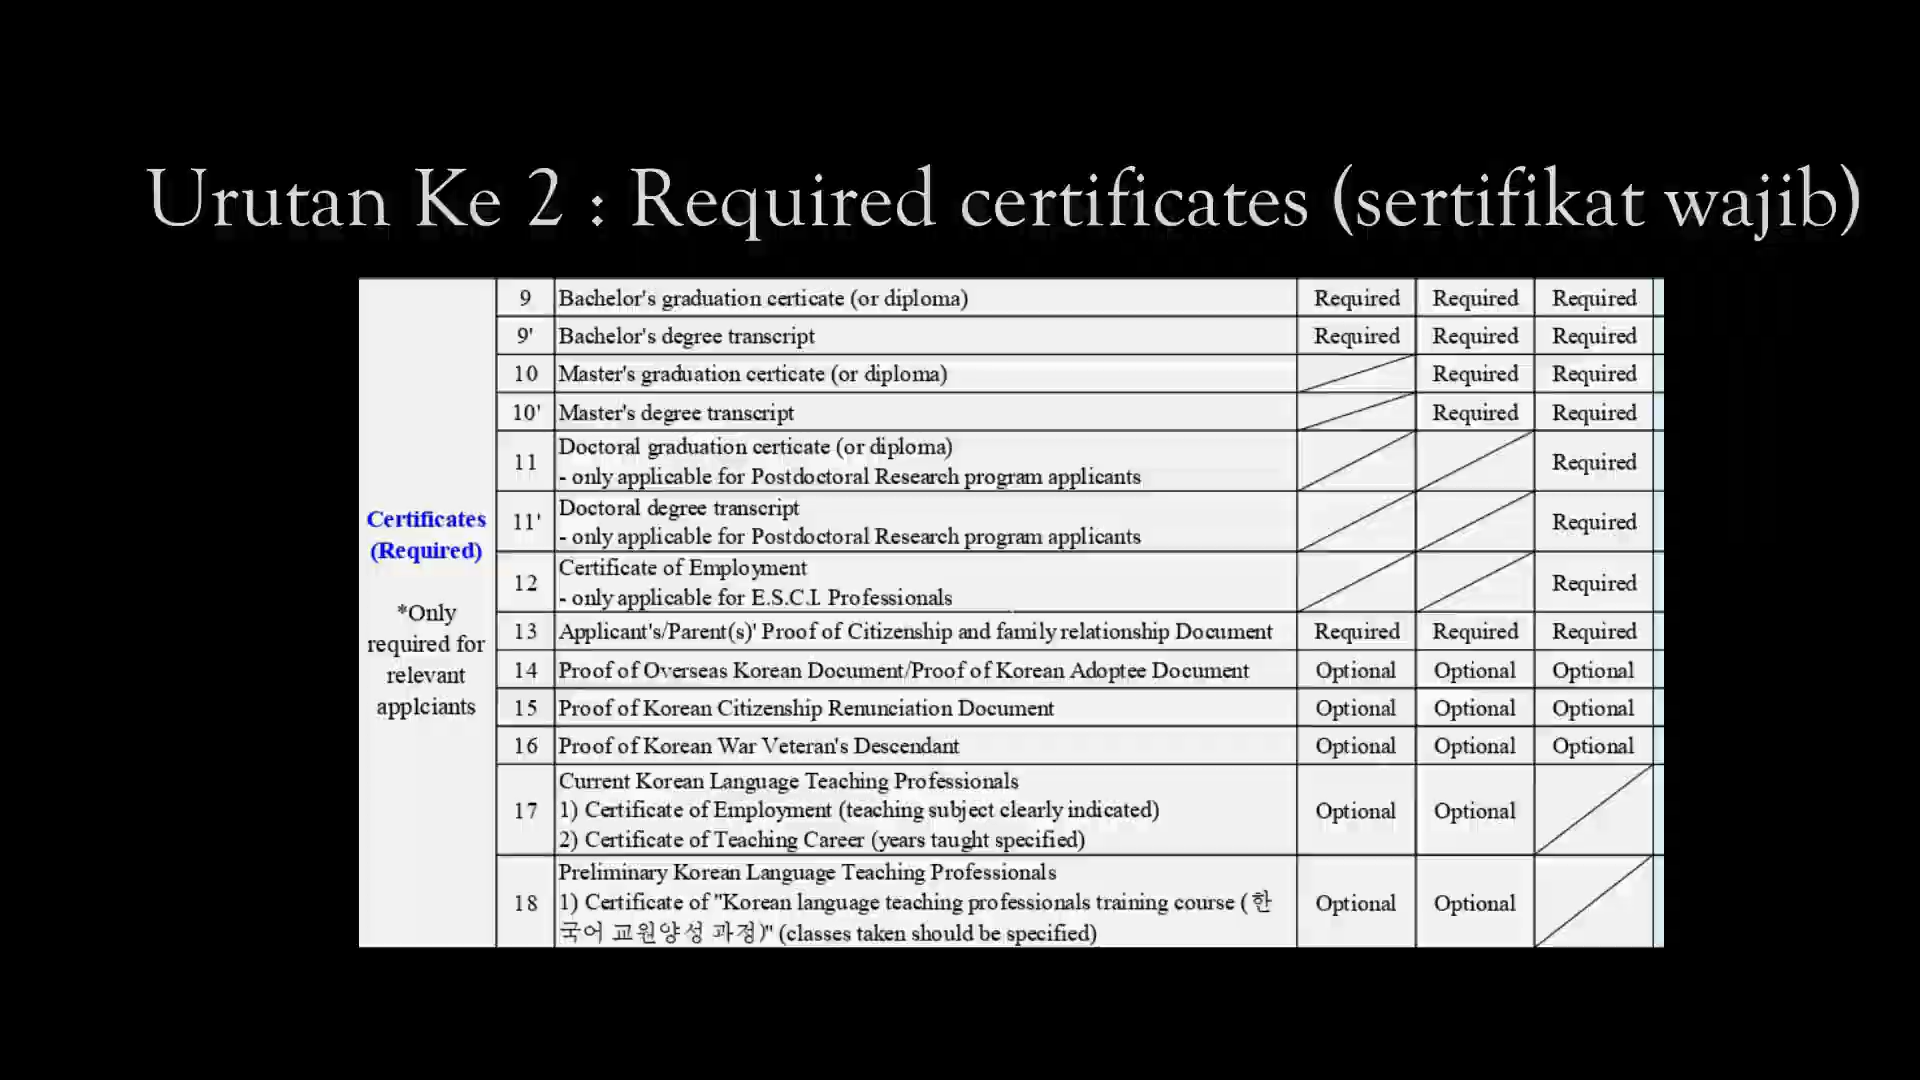 Urutan Ke 2 : Required certificates (sertifikat wajib)
Certificates
(Required)
*Only
required for
relevant
applciants
9 Bachelor's graduation certicate (or diploma) Required Required Required
9' Bachelor's degree transcript Required Required Required
10 Master's graduation certicate (or diploma) Required Required
10' Master's degree transcript Required Required
11 Doctoral graduation certicate (or diploma)
- only applicable for Postdoctoral Research program applicants Required
11' Doctoral degree transcript
- only applicable for Postdoctoral Research program applicants Required
12 Certificate of Employment
- only applicable for E.S.C.I. Professionals Required
13 Applicant's/Parent(s)' Proof of Citizenship and family relationship Document Required Required Required
14 Proof of Overseas Korean Document/Proof of Korean Adoptee Document Optional Optional Optional
15 Proof of Korean Citizenship Renunciation Document Optional Optional Optional
16 Proof of Korean War Veteran's Descendant Optional Optional Optional
17 Current Korean Language Teaching Professionals
1) Certificate of Employment (teaching subject clearly indicated) Optional Optional
2) Certificate of Teaching Career (years taught specified)
18 Preliminary Korean Language Teaching Professionals
1) Certificate of "Korean language teaching professionals training course (한 Optional Optional
국어 교원양성 과정)" (classes taken should be specified)